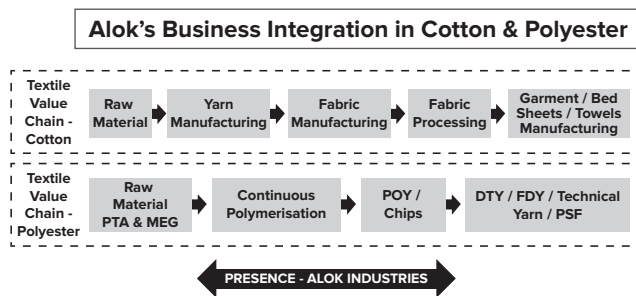 Alok's Business Integration in Cotton & Polyester
Textile
Value
Chain -
Cotton
Raw
Material
Yarn
Manufacturing
Fabric
Manufacturing
Fabric
Processing
Garment / Bed
Sheets / Towels
Manufacturing
Textile
Value
Chain -
Polyester
Raw
Material
PTA & MEG
Continuous
Polymerisation
POY /
Chips
DTY / FDY / Technical
Yarn / PSF
PRESENCE - ALOK INDUSTRIES